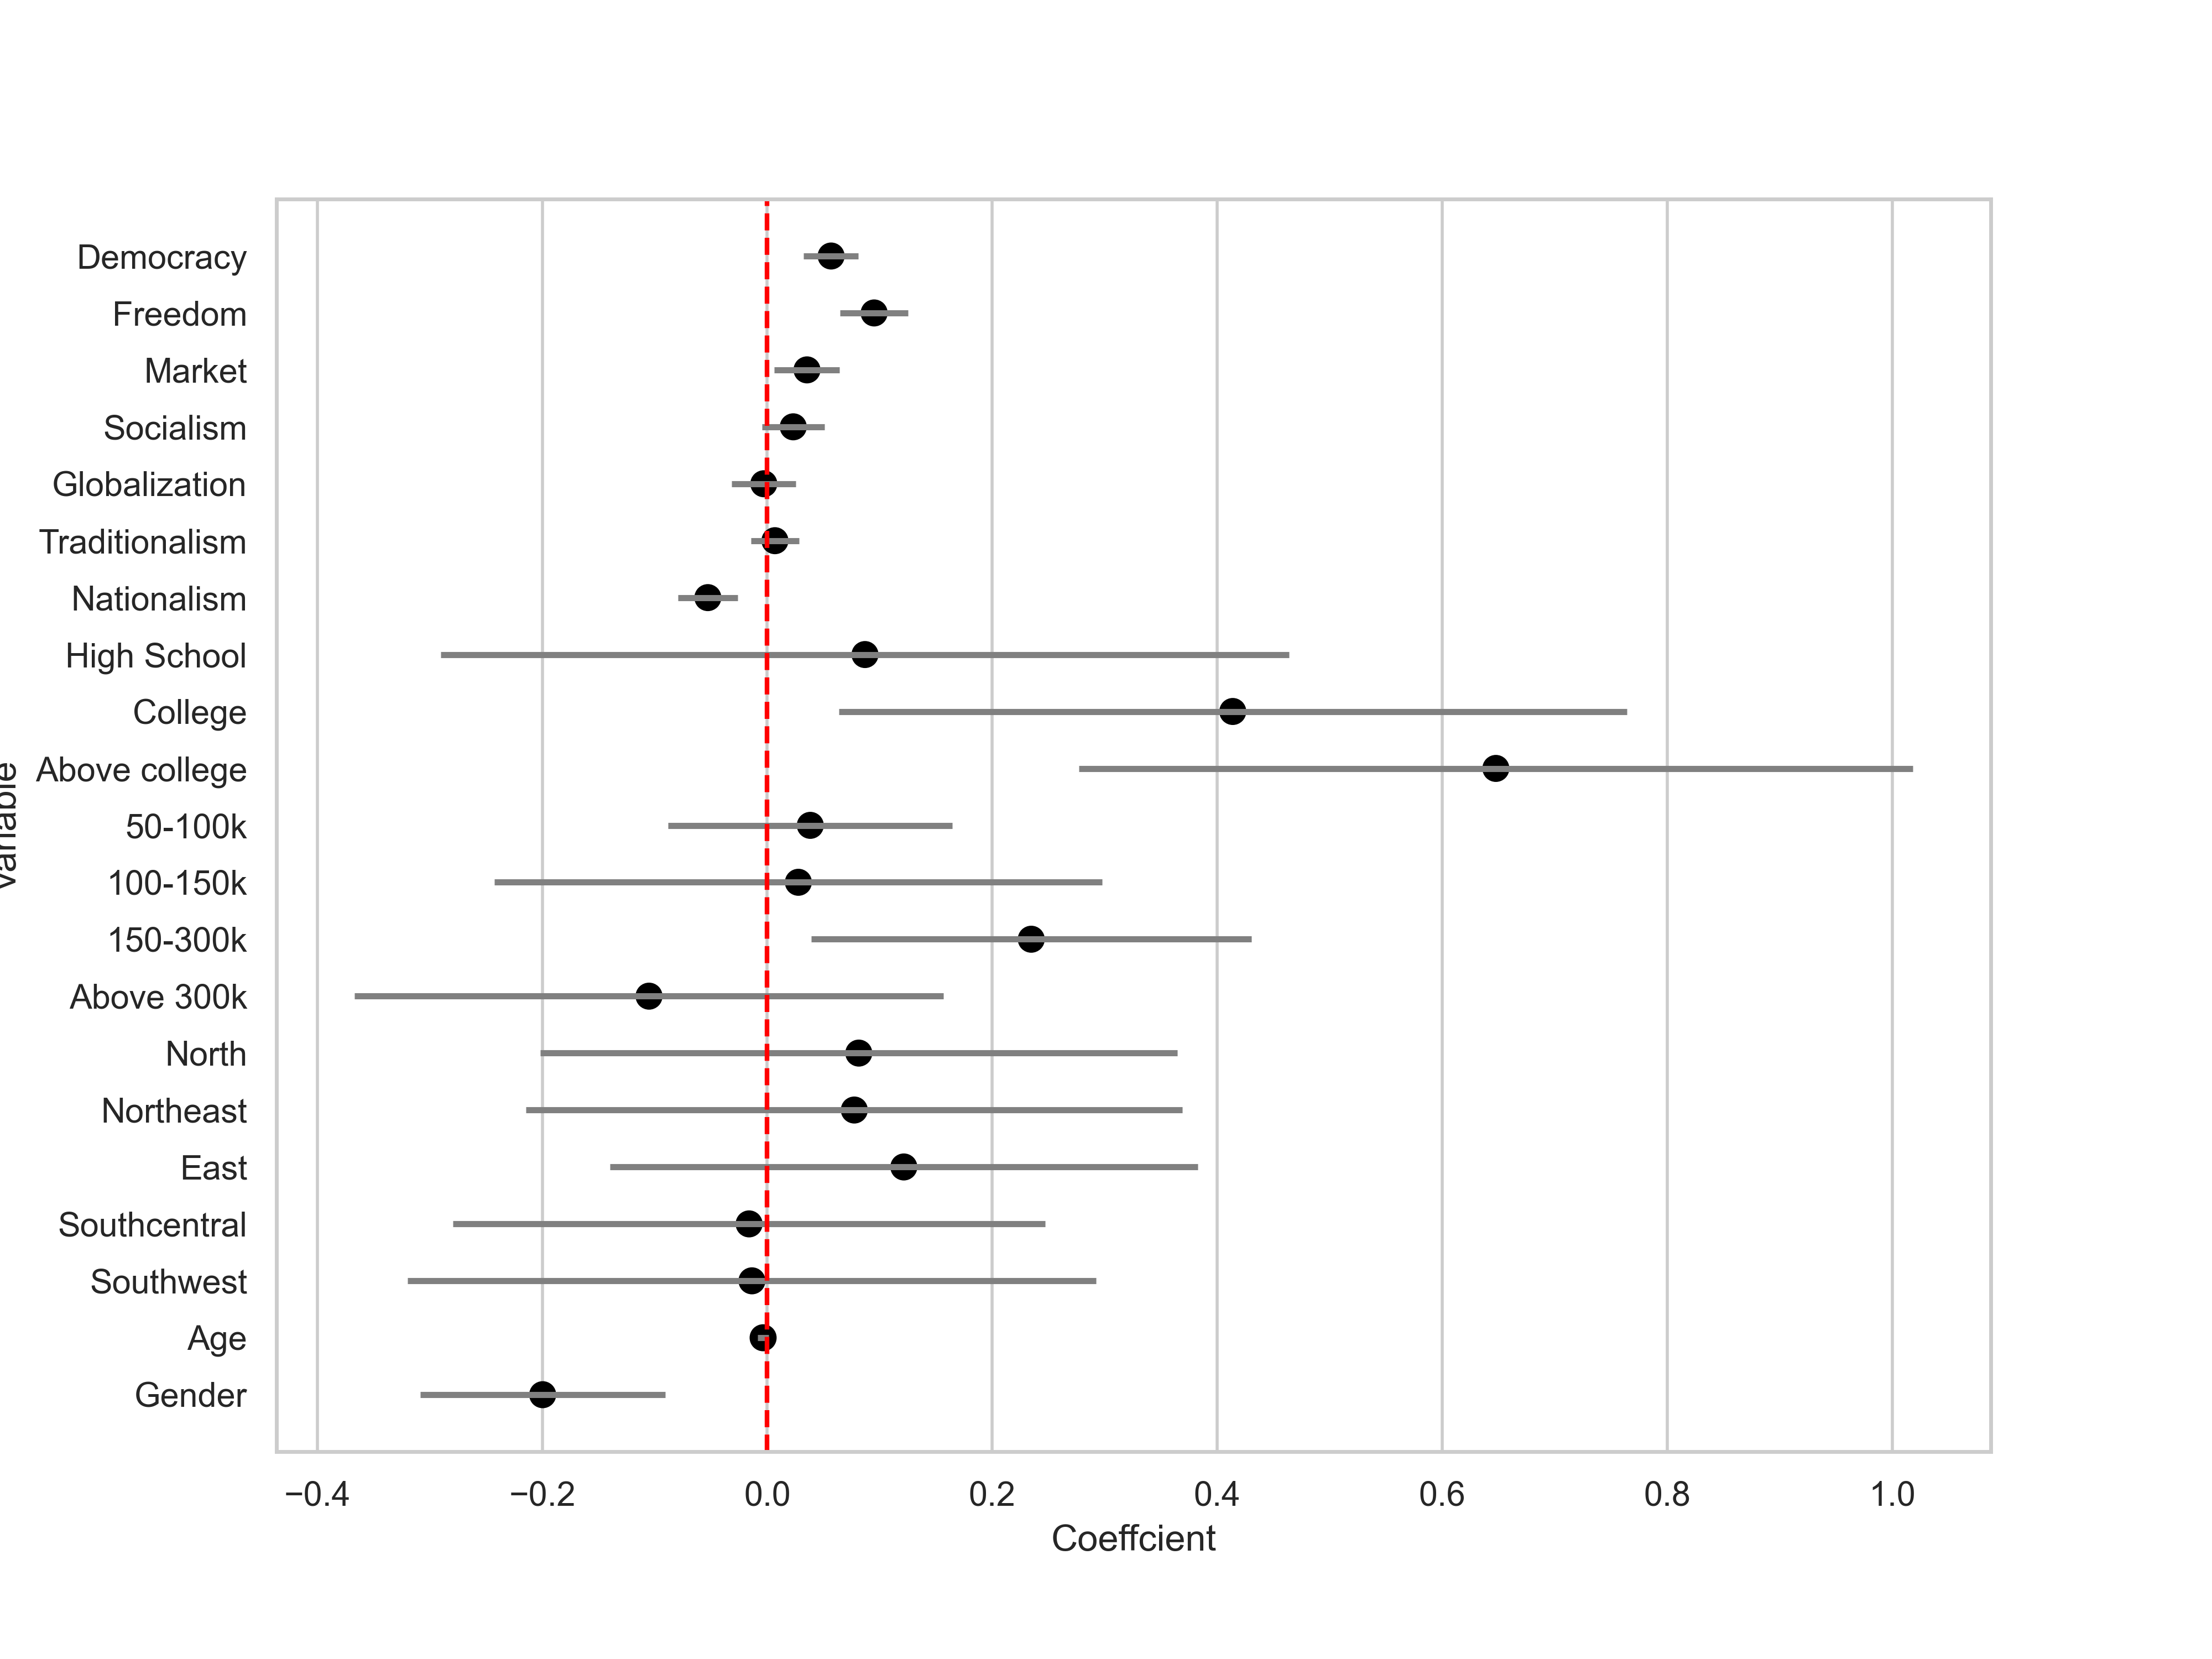 Democracy
Freedom
Market
Socialism
Globalization
Traditionalism
Nationalism
High School
College
Above college
50-100k
100-150k
150-300k
Above 300k
North
Northeast
East
Southcentral
Southwest
Age
Gender
Variable
−0.4 −0.2 0.0 0.2 0.4 0.6 0.8 1.0
Coeffcient